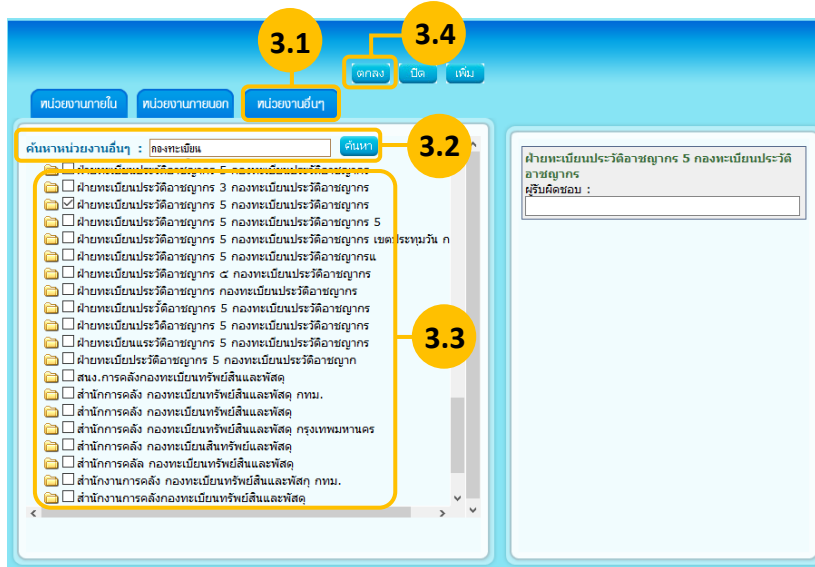 3.1
3.4
ตกลง ปิด เพิ่ม
หน่วยงานภายใน หน่วยงานภายนอก หน่วยงานอื่นๆ
ค้นหาหน่วยงานอื่นๆ : กองทะเบียน ค้นหา
3.2
ฝ่ายทะเบียนประวัติอาชญากร 5 กองทะเบียนประวัติอาชญากร
ฝ่ายทะเบียนประวัติอาชญากร 3 กองทะเบียนประวัติอาชญากร
ฝ่ายทะเบียนประวัติอาชญากร 5 กองทะเบียนประวัติอาชญากร
ฝ่ายทะเบียนประวัติอาชญากร 5 กองทะเบียนประวัติอาชญากร 5
ฝ่ายทะเบียนประวัติอาชญากร 5 กองทะเบียนประวัติอาชญากร เขตประทุมวัน ก
ฝ่ายทะเบียนประวัติอาชญากร 5 กองทะเบียนประวัติอาชญากรแ
ฝ่ายทะเบียนประวัติอาชญากร ๕ กองทะเบียนประวัติอาชญากร
ฝ่ายทะเบียนประวัติอาชญากร กองทะเบียนประวัติอาชญากร
ฝ่ายทะเบียนประวั้ติอาชญากร 5 กองทะเบียนประวัติอาชญากร
ฝ่ายทะเบียนประวิติอาชญากร 5 กองทะเบียนประวัติอาชญากร
ฝ่ายทะเบียนแระวัติอาชญากร 5 กองทะเบียนประวัติอาชญากร
ฝ่ายทะเบียประวัติอาชญากร 5 กองทะเบียนประวัติอาชญาก
3.3
สนง.การคลังกองทะเบียนทรัพย์สินและพัสดุ
สำนักการคลัง กองทะเบียนทรัพย์สินและพัสดุ กทม.
สำนักการคลัง กองทะเบียนทรัพย์สินและพัสดุ
สำนักการคลัง กองทะเบียนทรัพย์สินและพัสดุ กรุงเทพมหานคร
สำนักการคลัง กองทะเบียนสินทรัพย์และพัสดุ
สำนักการคลัล กองทะเบียนทรัพย์สินและพัสดุ
สำนักงานการคลัง กองทะเบียนทรัพย์สินและพัสกุ กทม.
สำนักงานการคลังกองทะเบียนทรัพย์สินและพัสดุ
ฝ่ายทะเบียนประวัติอาชญากร 5 กองทะเบียนประวัติ
อาชญากร
ผู้รับผิดชอบ :